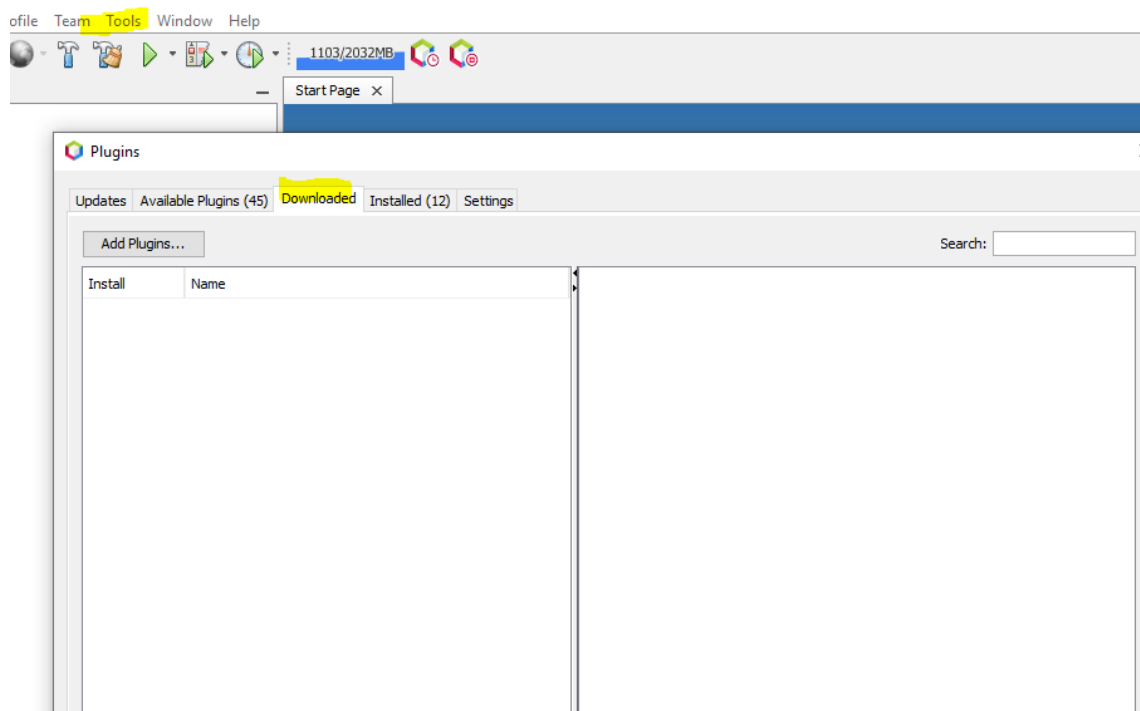 ofile Team Tools Window Help
1103/2032MB
Start Page
Plugins
Updates Available Plugins (45) Downloaded Installed (12) Settings
Add Plugins... Search:
Install Name